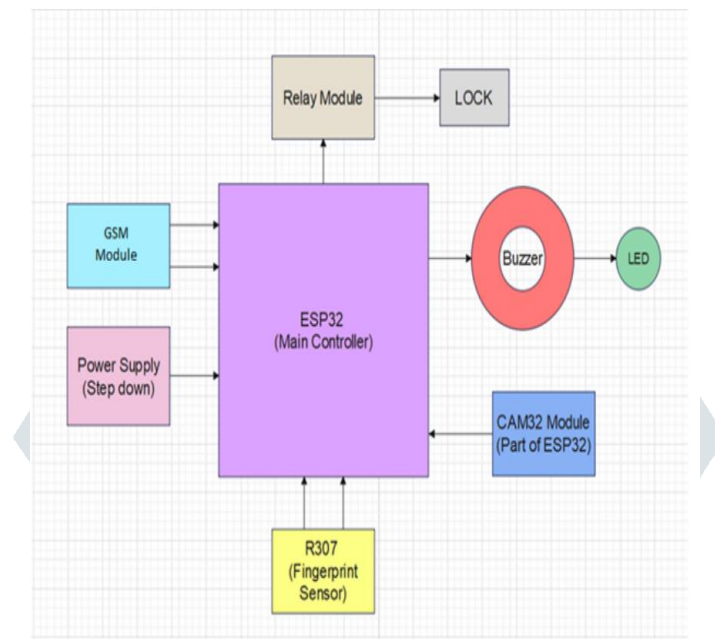 Relay Module
LOCK
GSM
Module
Buzzer
LED
ESP32
(Main Controller)
Power Supply
(Step down)
CAM32 Module
(Part of ESP32)
R307
(Fingerprint
Sensor)